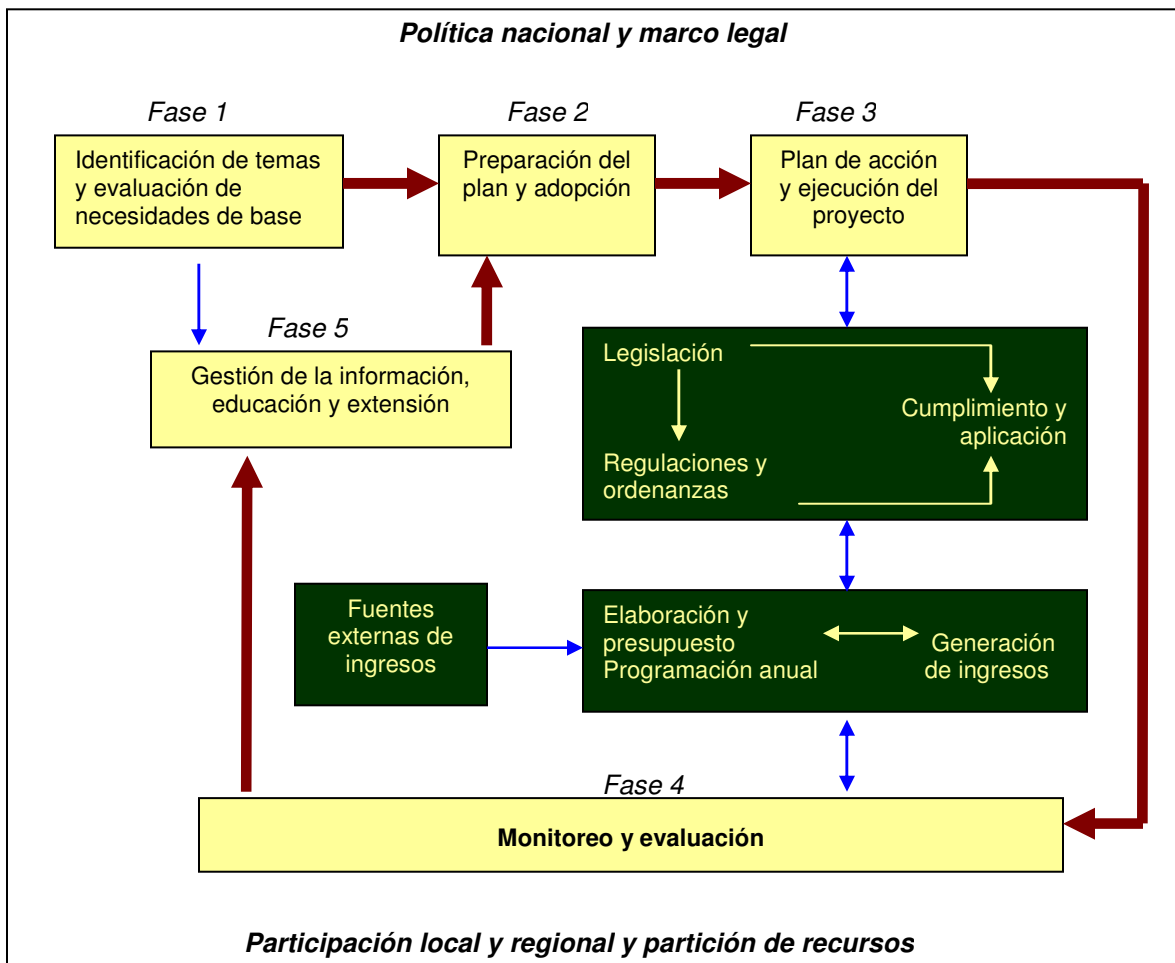 Política nacional y marco legal
Fase 1
Identificación de temas
y evaluación de
necesidades de base
Fase 2
Preparación del
plan y adopción
Fase 3
Plan de acción
y ejecución del
proyecto
Fase 5
Gestión de la información,
educación y extensión
Legislación
Cumplimiento y
aplicación
Regulaciones y
ordenanzas
Fuentes
externas de
ingresos
Elaboración y
presupuesto
Programación anual
Generación
de ingresos
Fase 4
Monitoreo y evaluación
Participación local y regional y partición de recursos